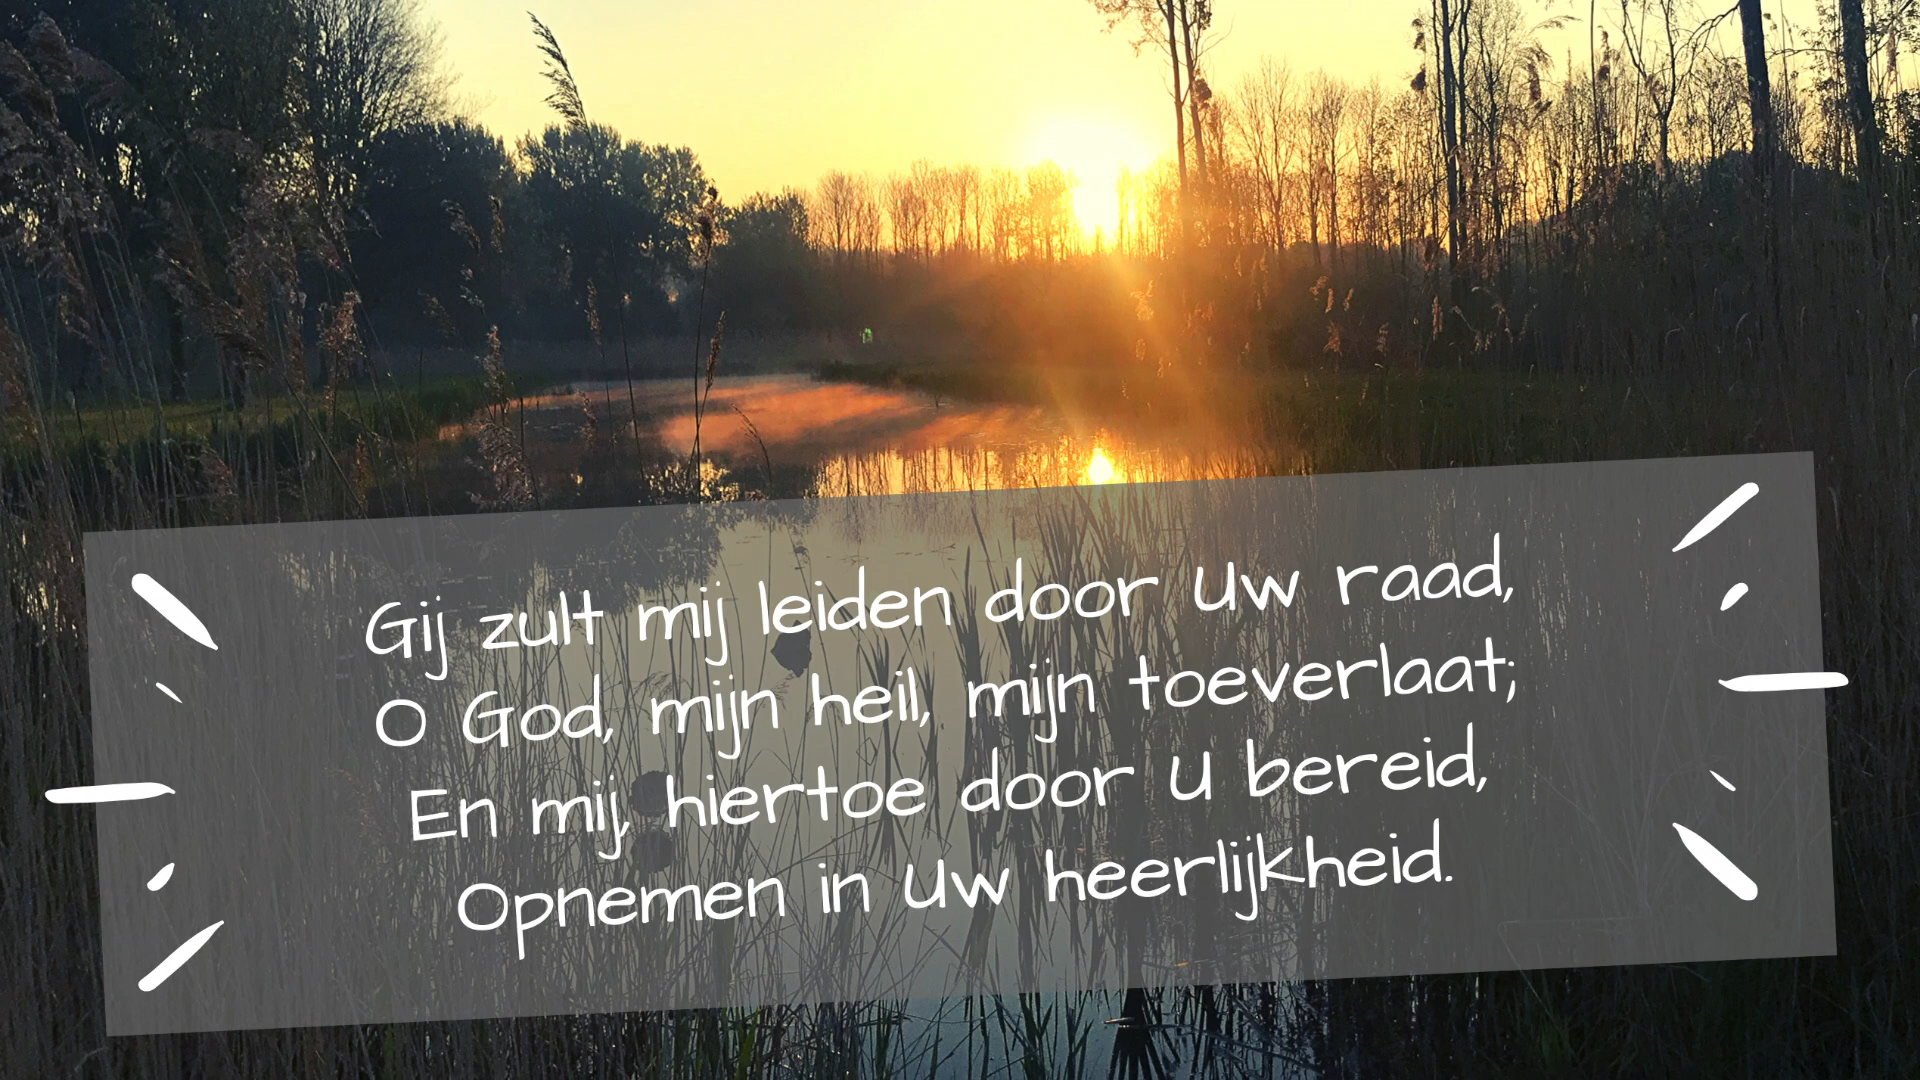 Gij zult mij leiden door Uw raad,
O God, mijn heil, mijn toeverlaat;
En mij, hiertoe door U bereid,
Opnemen in Uw heerlijkheid.